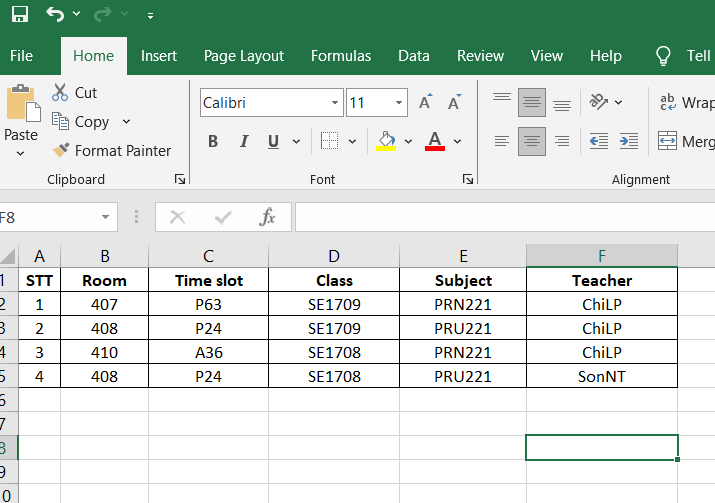 File Home Insert Page Layout Formulas Data Review View Help Tell
Cut
Copy
Format Painter
Paste
Calibri 11
A A
B I U A
ab
c Wrap
Merg
Clipboard Font Alignment
F8 fx
A B C D E F
1 STT Room Time slot Class Subject Teacher
2 1 407 P63 SE1709 PRN221 ChiLP
3 2 408 P24 SE1709 PRU221 ChiLP
4 3 410 A36 SE1708 PRN221 ChiLP
5 4 408 P24 SE1708 PRU221 SonNT
6
7
8
9
10